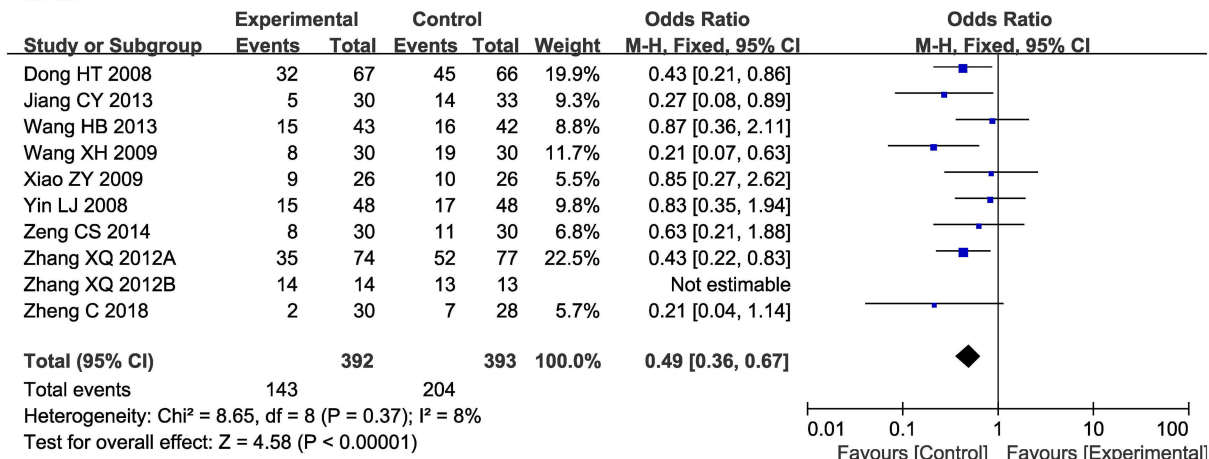 Experimental Control Odds Ratio Odds Ratio
Study or Subgroup Events Total Events Total Weight M-H, Fixed, 95% CI M-H, Fixed, 95% CI
Dong HT 2008 32 67 45 66 19.9% 0.43 [0.21, 0.86]
Jiang CY 2013 5 30 14 33 9.3% 0.27 [0.08, 0.89]
Wang HB 2013 15 43 16 42 8.8% 0.87 [0.36, 2.11]
Wang XH 2009 8 30 19 30 11.7% 0.21 [0.07, 0.63]
Xiao ZY 2009 9 26 10 26 5.5% 0.85 [0.27, 2.62]
Yin LJ 2008 15 48 17 48 9.8% 0.83 [0.35, 1.94]
Zeng CS 2014 8 30 11 30 6.8% 0.63 [0.21, 1.88]
Zhang XQ 2012A 35 74 52 77 22.5% 0.43 [0.22, 0.83]
Zhang XQ 2012B 14 14 13 13 Not estimable
Zheng C 2018 2 30 7 28 5.7% 0.21 [0.04, 1.14]
Total (95% CI) 392 393 100.0% 0.49 [0.36, 0.67]
Total events 143 204
Heterogeneity: Chi² = 8.65, df = 8 (P = 0.37); I² = 8%
Test for overall effect: Z = 4.58 (P < 0.00001)
0.01 0.1 1 10 100
Favours [Control] Favours [Experimental]